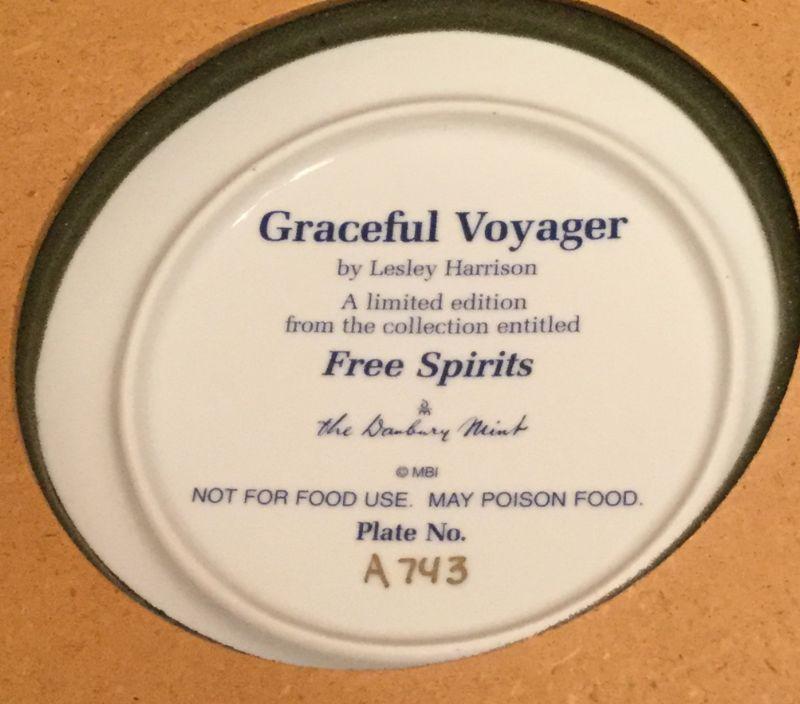 Graceful Voyager
by Lesley Harrison
A limited edition
from the collection entitled
Free Spirits
the Danbury Mint
© MBI
NOT FOR FOOD USE. MAY POISON FOOD.
Plate No.
A 743